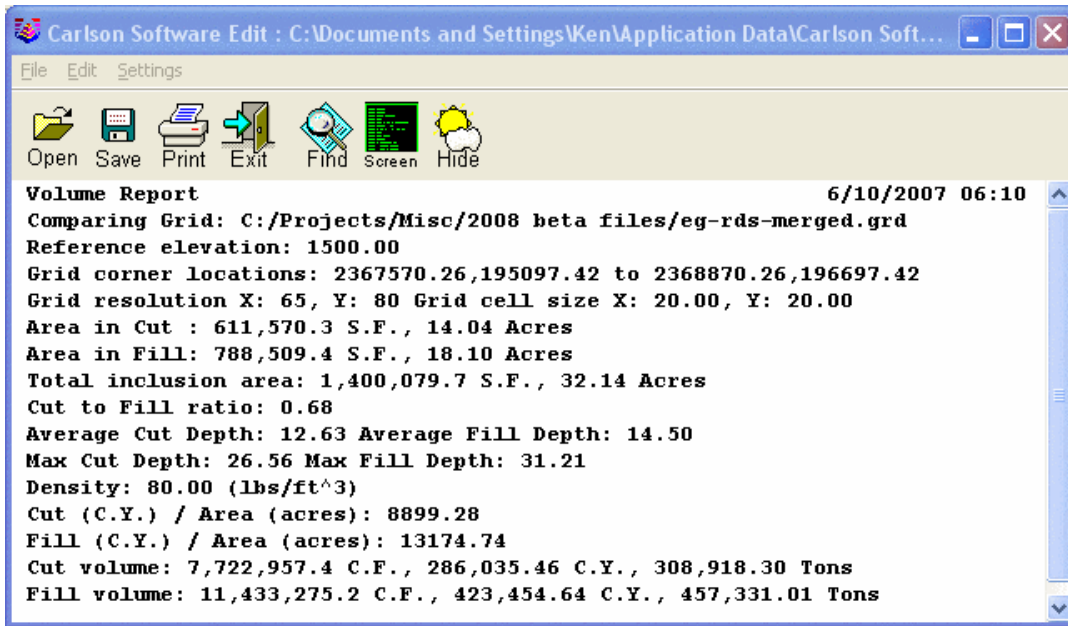 Carlson Software Edit : C:\Documents and Settings\Ken\Application Data\Carlson Soft...
File Edit Settings
Open Save Print Exit Find Screen Hide
Volume Report 6/10/2007 06:10
Comparing Grid: C:/Projects/Misc/2008 beta files/eg-rds-merged.grd
Reference elevation: 1500.00
Grid corner locations: 2367570.26,195097.42 to 2368870.26,196697.42
Grid resolution X: 65, Y: 80 Grid cell size X: 20.00, Y: 20.00
Area in Cut : 611,570.3 S.F., 14.04 Acres
Area in Fill: 788,509.4 S.F., 18.10 Acres
Total inclusion area: 1,400,079.7 S.F., 32.14 Acres
Cut to Fill ratio: 0.68
Average Cut Depth: 12.63 Average Fill Depth: 14.50
Max Cut Depth: 26.56 Max Fill Depth: 31.21
Density: 80.00 (lbs/ft^3)
Cut (C.Y.) / Area (acres): 8899.28
Fill (C.Y.) / Area (acres): 13174.74
Cut volume: 7,722,957.4 C.F., 286,035.46 C.Y., 308,918.30 Tons
Fill volume: 11,433,275.2 C.F., 423,454.64 C.Y., 457,331.01 Tons